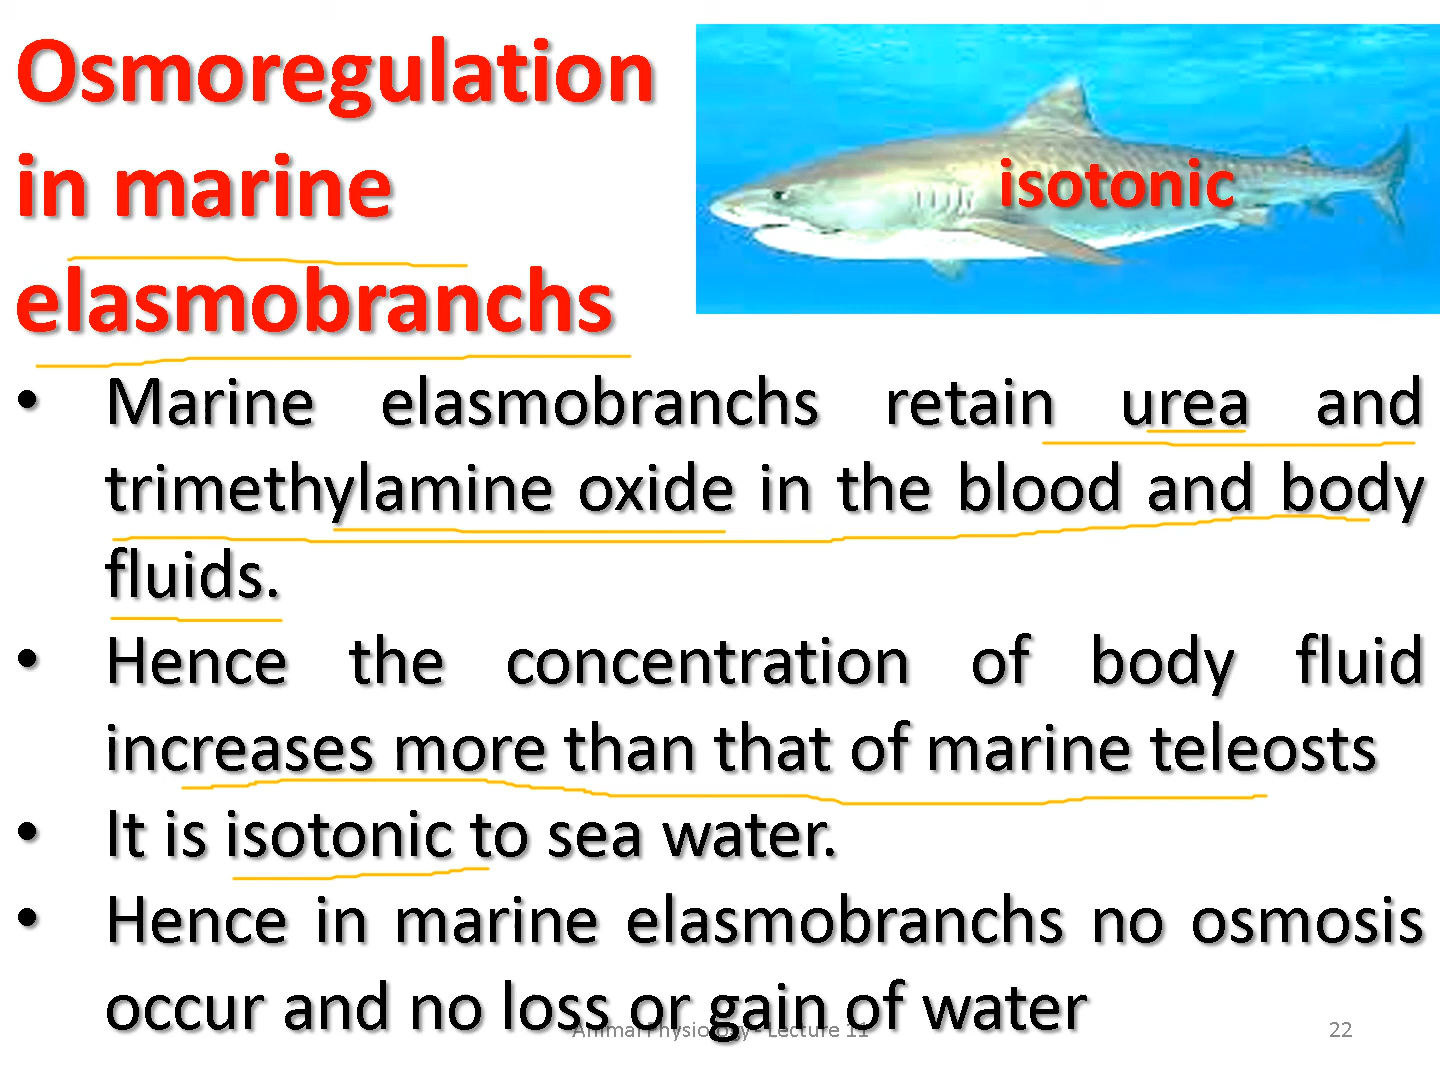 Osmoregulation
in marine
elasmobranchs
isotonic
• Marine elasmobranchs retain urea and
trimethylamine oxide in the blood and body
fluids.
• Hence the concentration of body fluid
increases more than that of marine teleosts
• It is isotonic to sea water.
• Hence in marine elasmobranchs no osmosis
occur and no loss or gain of water
Animal Physiology - Lecture 11
22